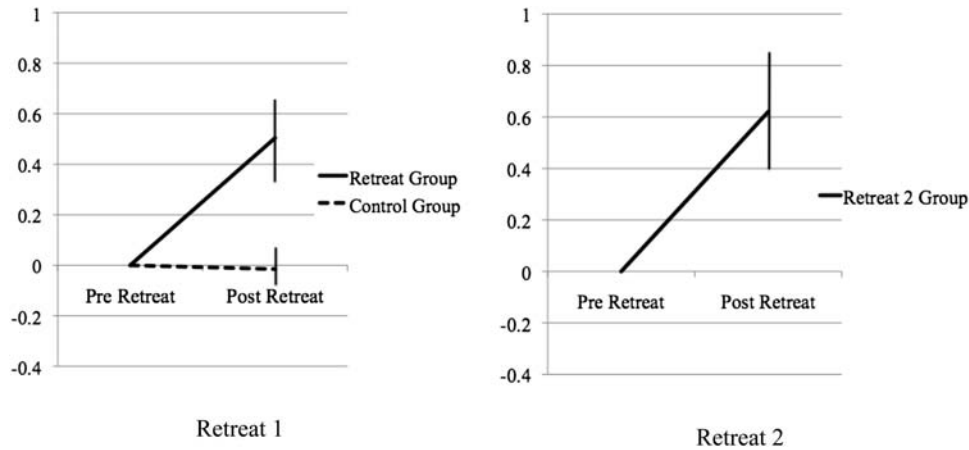 1
0.8
0.6
0.4
0.2
0
-0.2
-0.4
Pre Retreat
Post Retreat
Retreat Group
Control Group
Retreat 1
1
0.8
0.6
0.4
0.2
0
-0.2
-0.4
Pre Retreat
Post Retreat
Retreat 2 Group
Retreat 2